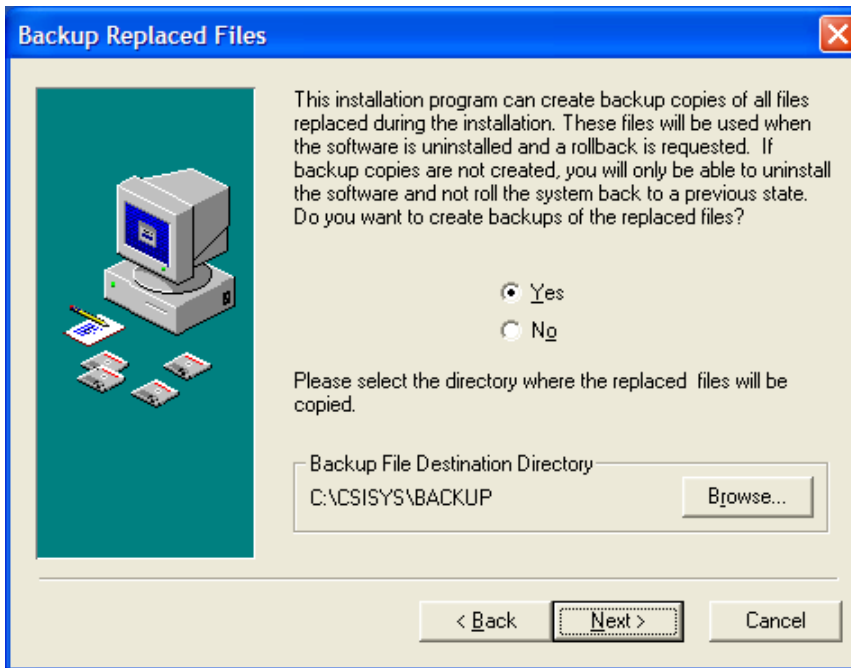 Backup Replaced Files
This installation program can create backup copies of all files
replaced during the installation. These files will be used when
the software is uninstalled and a rollback is requested.  If
backup copies are not created, you will only be able to uninstall
the software and not roll the system back to a previous state.
Do you want to create backups of the replaced files?
Yes
No
Please select the directory where the replaced  files will be
copied.
Backup File Destination Directory
C:\CSISYS\BACKUP
Browse...
< Back
Next >
Cancel